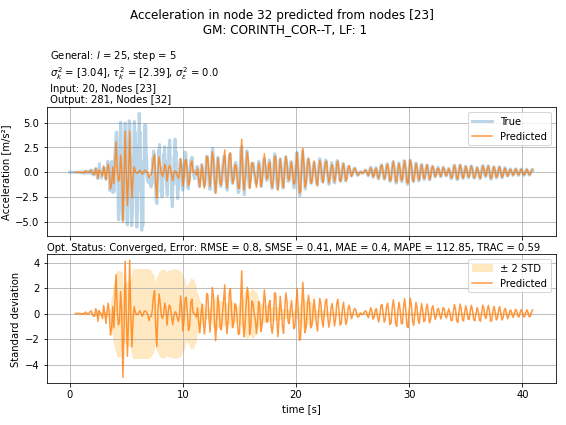 Acceleration in node 32 predicted from nodes [23]
GM: CORINTH_COR--T, LF: 1
General: l = 25, step = 5
σ²ₖ = [3.04], τ²ₖ = [2.39], σ²ε = 0.0
Input: 20, Nodes [23]
Output: 281, Nodes [32]
Acceleration [m/s²]
5.0
2.5
0.0
−2.5
−5.0
True
Predicted
Opt. Status: Converged, Error: RMSE = 0.8, SMSE = 0.41, MAE = 0.4, MAPE = 112.85, TRAC = 0.59
Standard deviation
4
2
0
−2
−4
± 2 STD
Predicted
0 10 20 30 40
time [s]